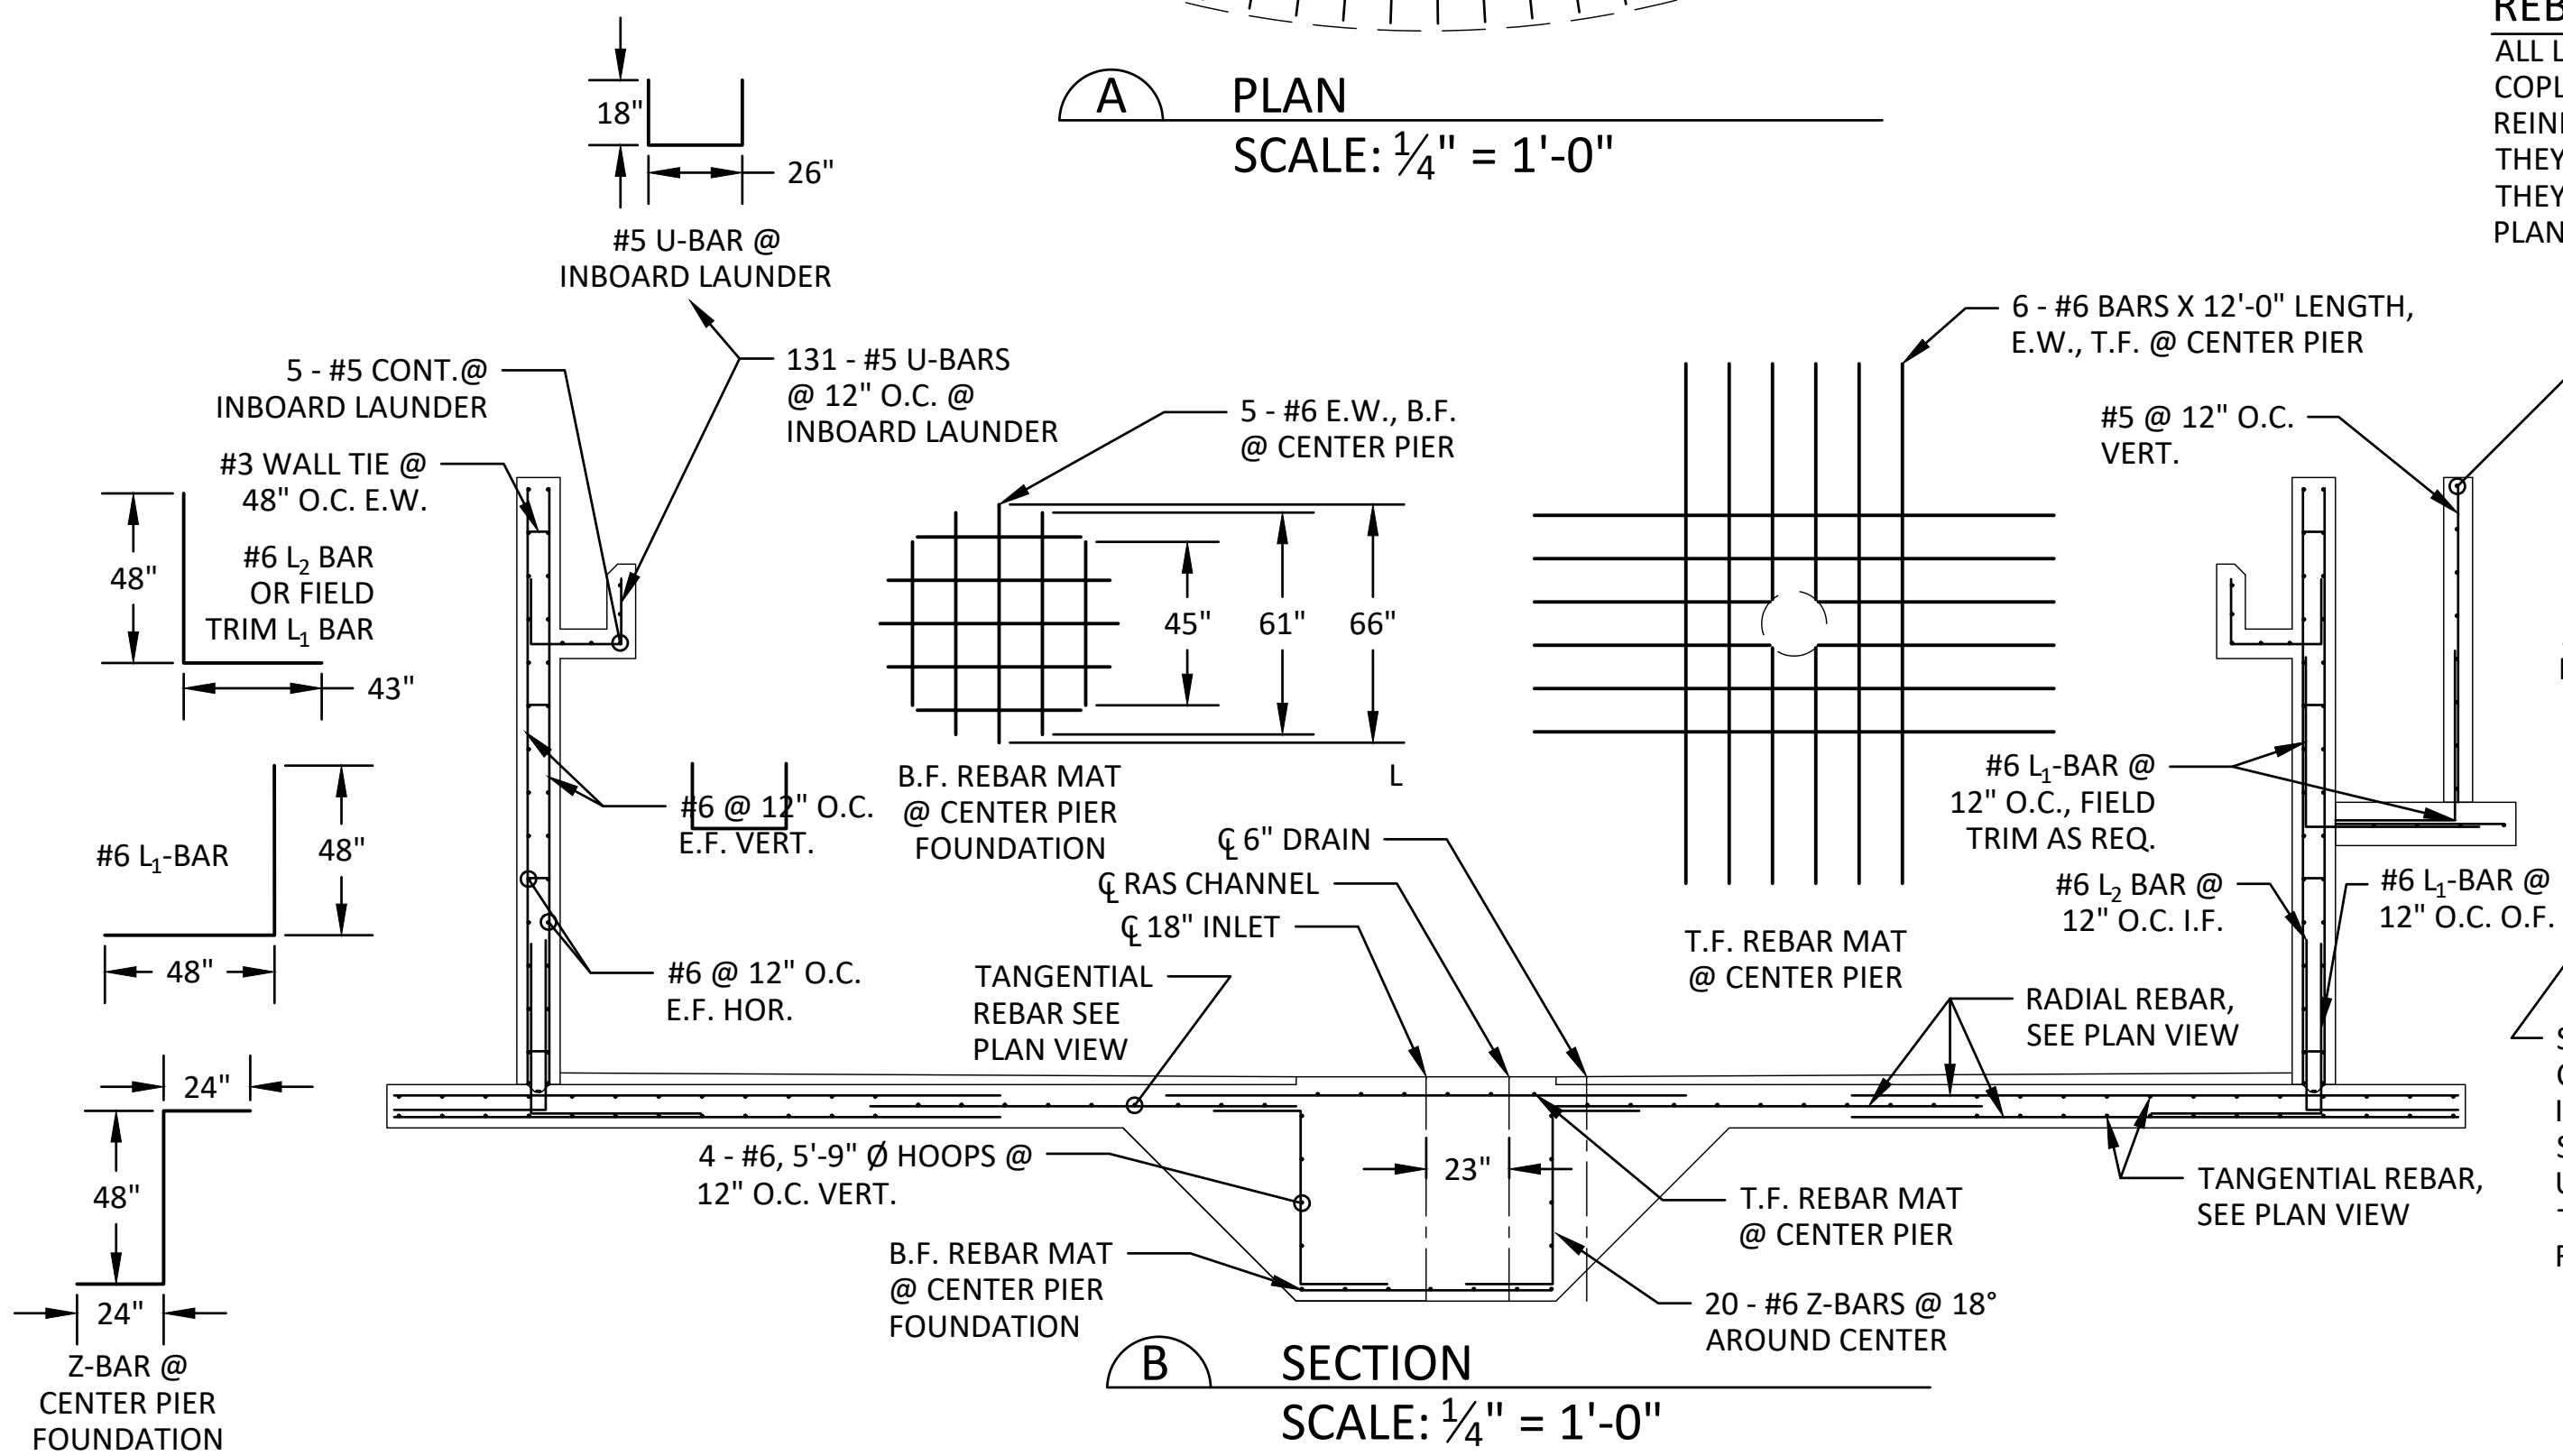 A PLAN
SCALE: 1/4" = 1'-0"
18"
26"
#5 U-BAR @
INBOARD LAUNDER
ALL
THEY
THEY
PLAN
5 - #5 CONT.@
INBOARD LAUNDER
131 - #5 U-BARS
@ 12" O.C. @
INBOARD LAUNDER
#3 WALL TIE @
48" O.C. E.W.
#6 L₂ BAR
OR FIELD
TRIM L₁ BAR
48"
43"
5 - #6 E.W., B.F.
@ CENTER PIER
45"
61"
66"
L
B.F. REBAR MAT
@ CENTER PIER
FOUNDATION
6 - #6 BARS X 12'-0" LENGTH,
E.W., T.F. @ CENTER PIER
#5 @ 12" O.C.
VERT.
#6 L₁-BAR
48"
48"
#6 @ 12" O.C.
E.F. VERT.
#6 @ 12" O.C.
E.F. HOR.
℄ 6" DRAIN
℄ RAS CHANNEL
℄ 18" INLET
TANGENTIAL
REBAR SEE
PLAN VIEW
T.F. REBAR MAT
@ CENTER PIER
#6 L₁-BAR @
12" O.C., FIELD
TRIM AS REQ.
#6 L₂ BAR @
12" O.C. I.F.
#6 L₁-BAR @
12" O.C. O.F.
RADIAL REBAR,
SEE PLAN VIEW
TANGENTIAL REBAR,
SEE PLAN VIEW
24"
48"
24"
Z-BAR @
CENTER PIER
FOUNDATION
4 - #6, 5'-9" Ø HOOPS @
12" O.C. VERT.
23"
B.F. REBAR MAT
@ CENTER PIER
FOUNDATION
T.F. REBAR MAT
@ CENTER PIER
20 - #6 Z-BARS @ 18°
AROUND CENTER
B SECTION
SCALE: 1/4" = 1'-0"